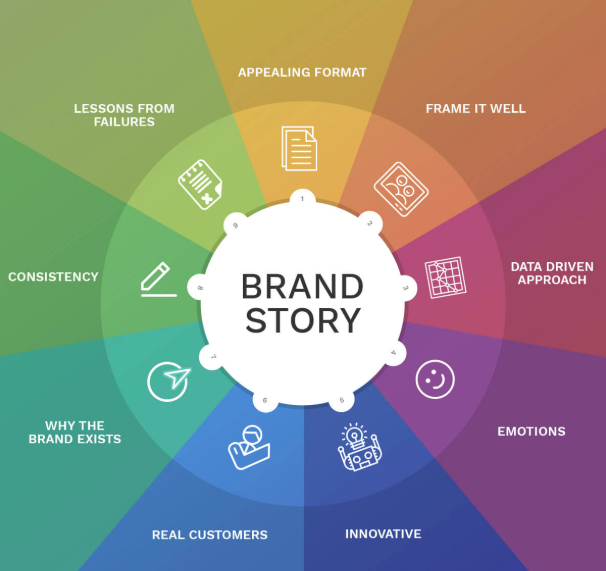 APPEALING FORMAT
1
FRAME IT WELL
2
DATA DRIVEN
APPROACH
3
EMOTIONS
4
INNOVATIVE
5
REAL CUSTOMERS
6
WHY THE
BRAND EXISTS
7
CONSISTENCY
8
LESSONS FROM
FAILURES
9
BRAND
STORY